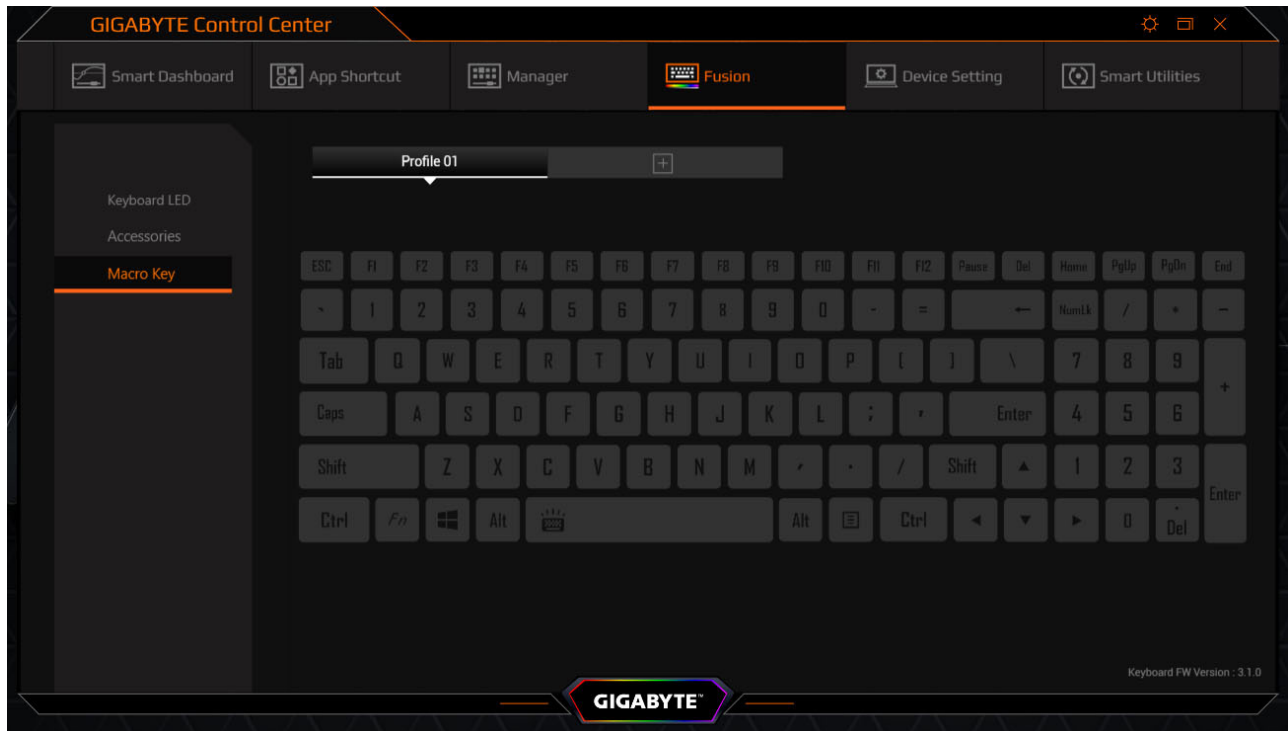 GIGABYTE Control Center
Smart Dashboard App Shortcut Manager Fusion Device Setting Smart Utilities
Profile 01
Keyboard LED
Accessories
Macro Key
ESC F1 F2 F3 F4 F5 F6 F7 F8 F9 F10 F11 F12 Pause Del Home PgUp PgDn End
` 1 2 3 4 5 6 7 8 9 0 - = ← NumLk / * −
Tab Q W E R T Y U I O P [ ] \ 7 8 9 +
Caps A S D F G H J K L ; ' Enter 4 5 6
Shift Z X C V B N M , . / Shift ▲ 1 2 3 Enter
Ctrl Fn Alt Alt Ctrl ◄ ▼ ► 0 . Del
Keyboard FW Version : 3.1.0
GIGABYTE™